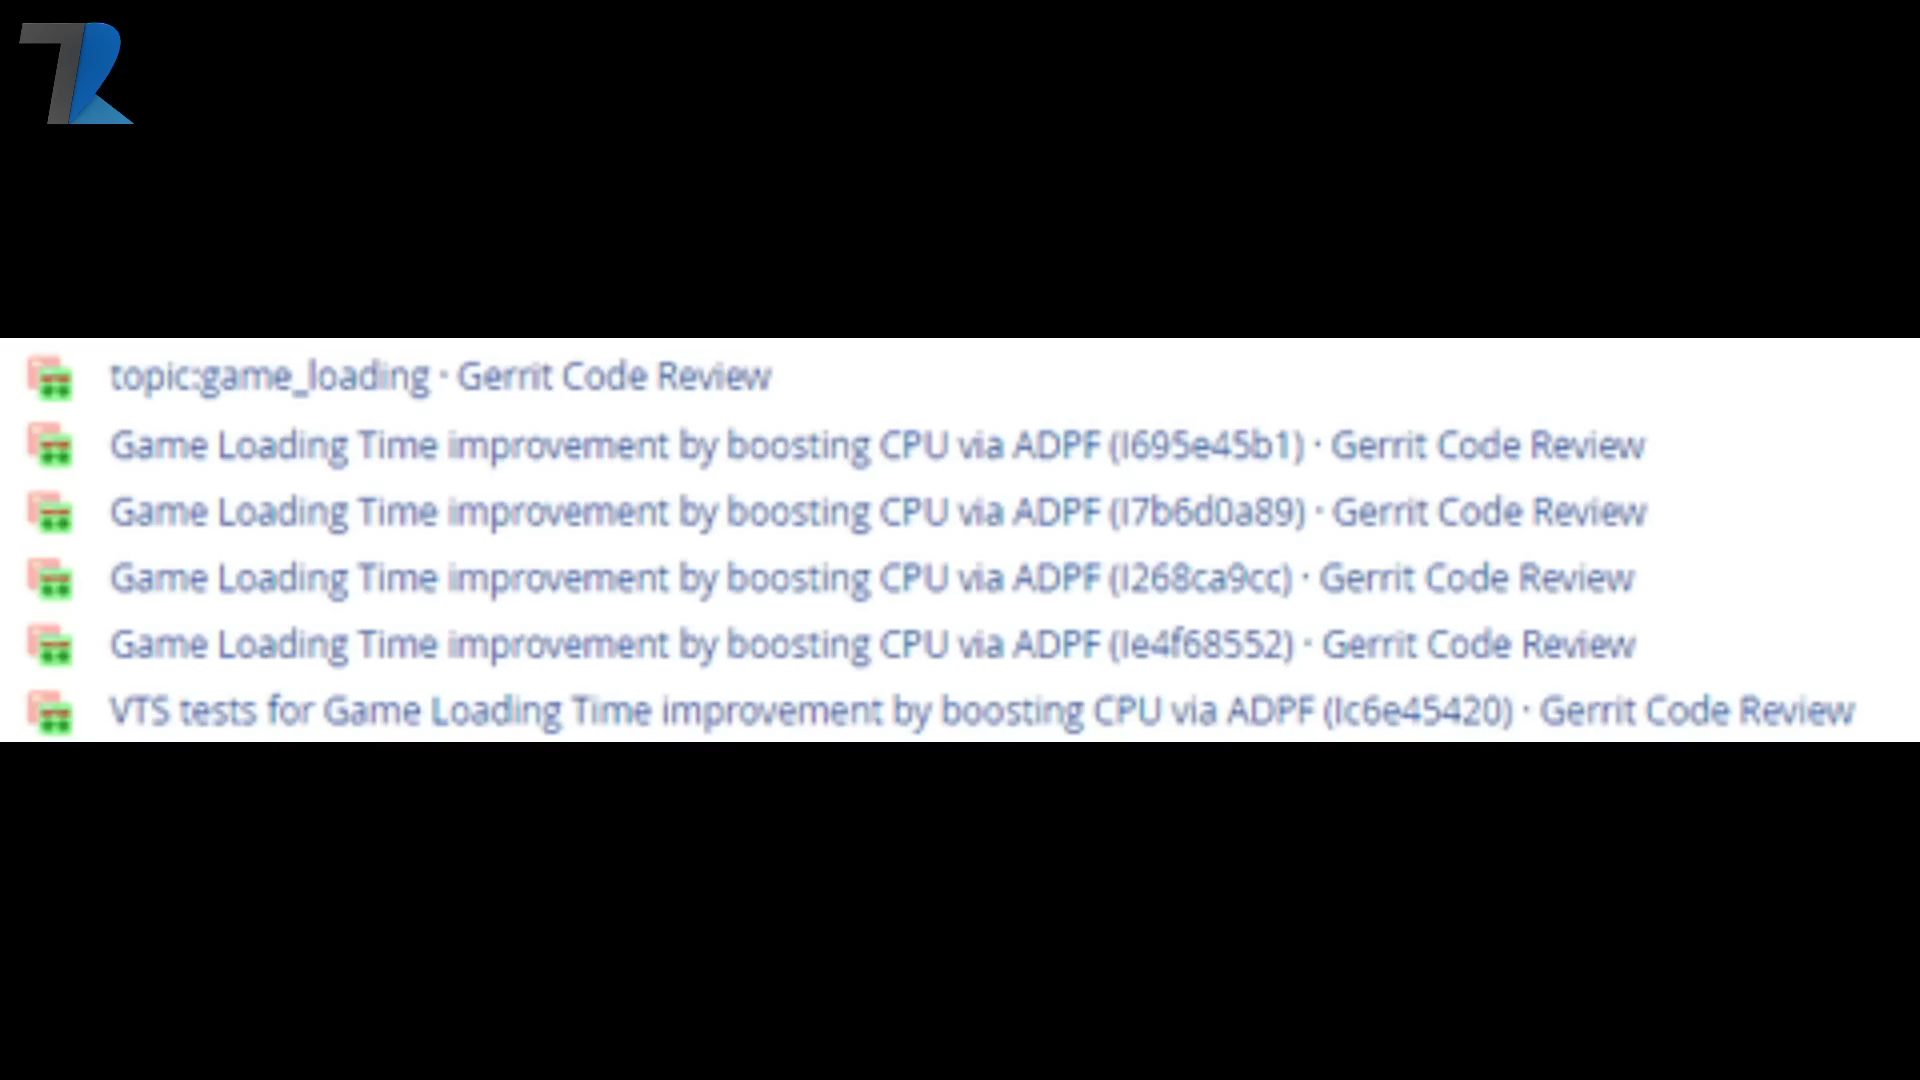 TR
topic:game_loading · Gerrit Code Review
Game Loading Time improvement by boosting CPU via ADPF (I695e45b1) · Gerrit Code Review
Game Loading Time improvement by boosting CPU via ADPF (I7b6d0a89) · Gerrit Code Review
Game Loading Time improvement by boosting CPU via ADPF (I268ca9cc) · Gerrit Code Review
Game Loading Time improvement by boosting CPU via ADPF (Ie4f68552) · Gerrit Code Review
VTS tests for Game Loading Time improvement by boosting CPU via ADPF (Ic6e45420) · Gerrit Code Review